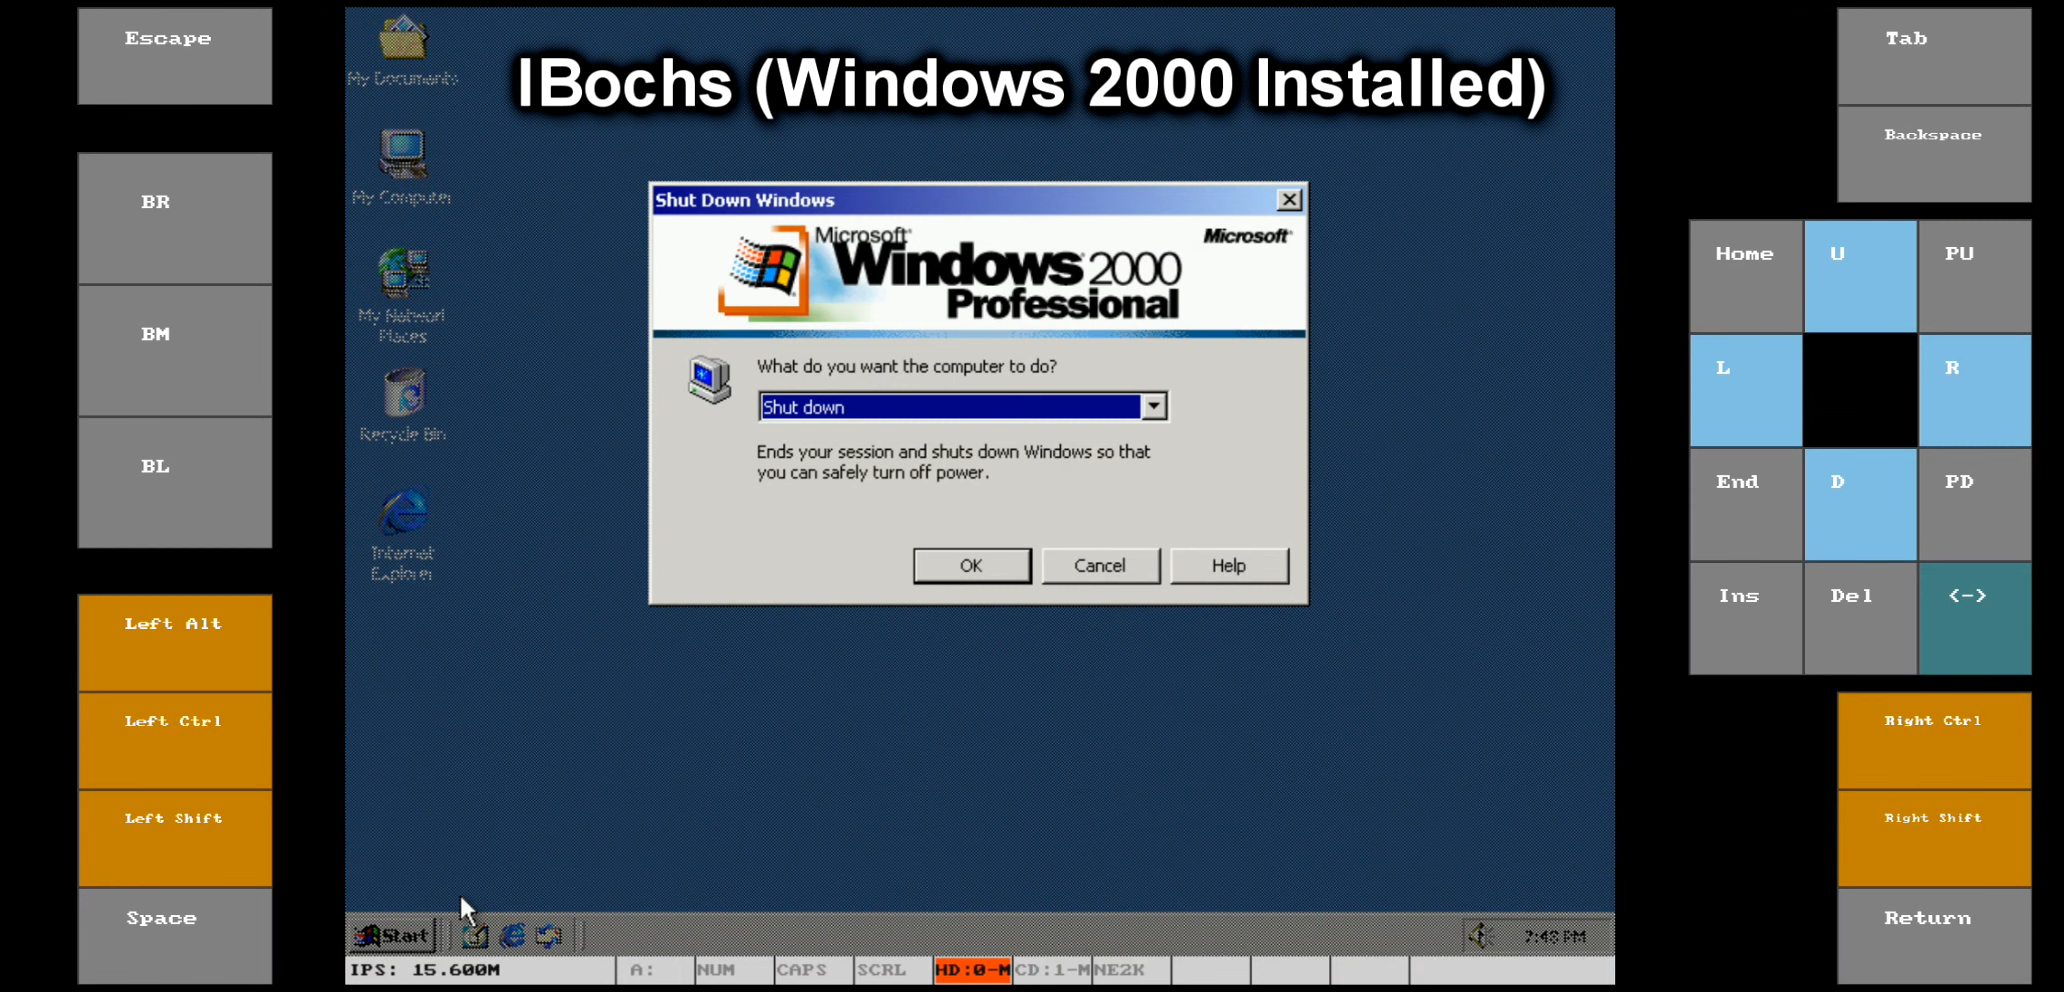 Escape
BR
BM
BL
Left Alt
Left Ctrl
Left Shift
Space
IBochs (Windows 2000 Installed)
My Documents
My Computer
My Network
Places
Recycle Bin
Internet
Explorer
Shut Down Windows
Microsoft
Windows 2000
Professional
Microsoft
What do you want the computer to do?
Shut down
Ends your session and shuts down Windows so that
you can safely turn off power.
OK Cancel Help
Start
7:48 PM
IPS: 15.600M A: NUM CAPS SCRL HD:0-M CD:1-M NE2K
Tab
Backspace
Home U PU
L R
End D PD
Ins Del <->
Right Ctrl
Right Shift
Return